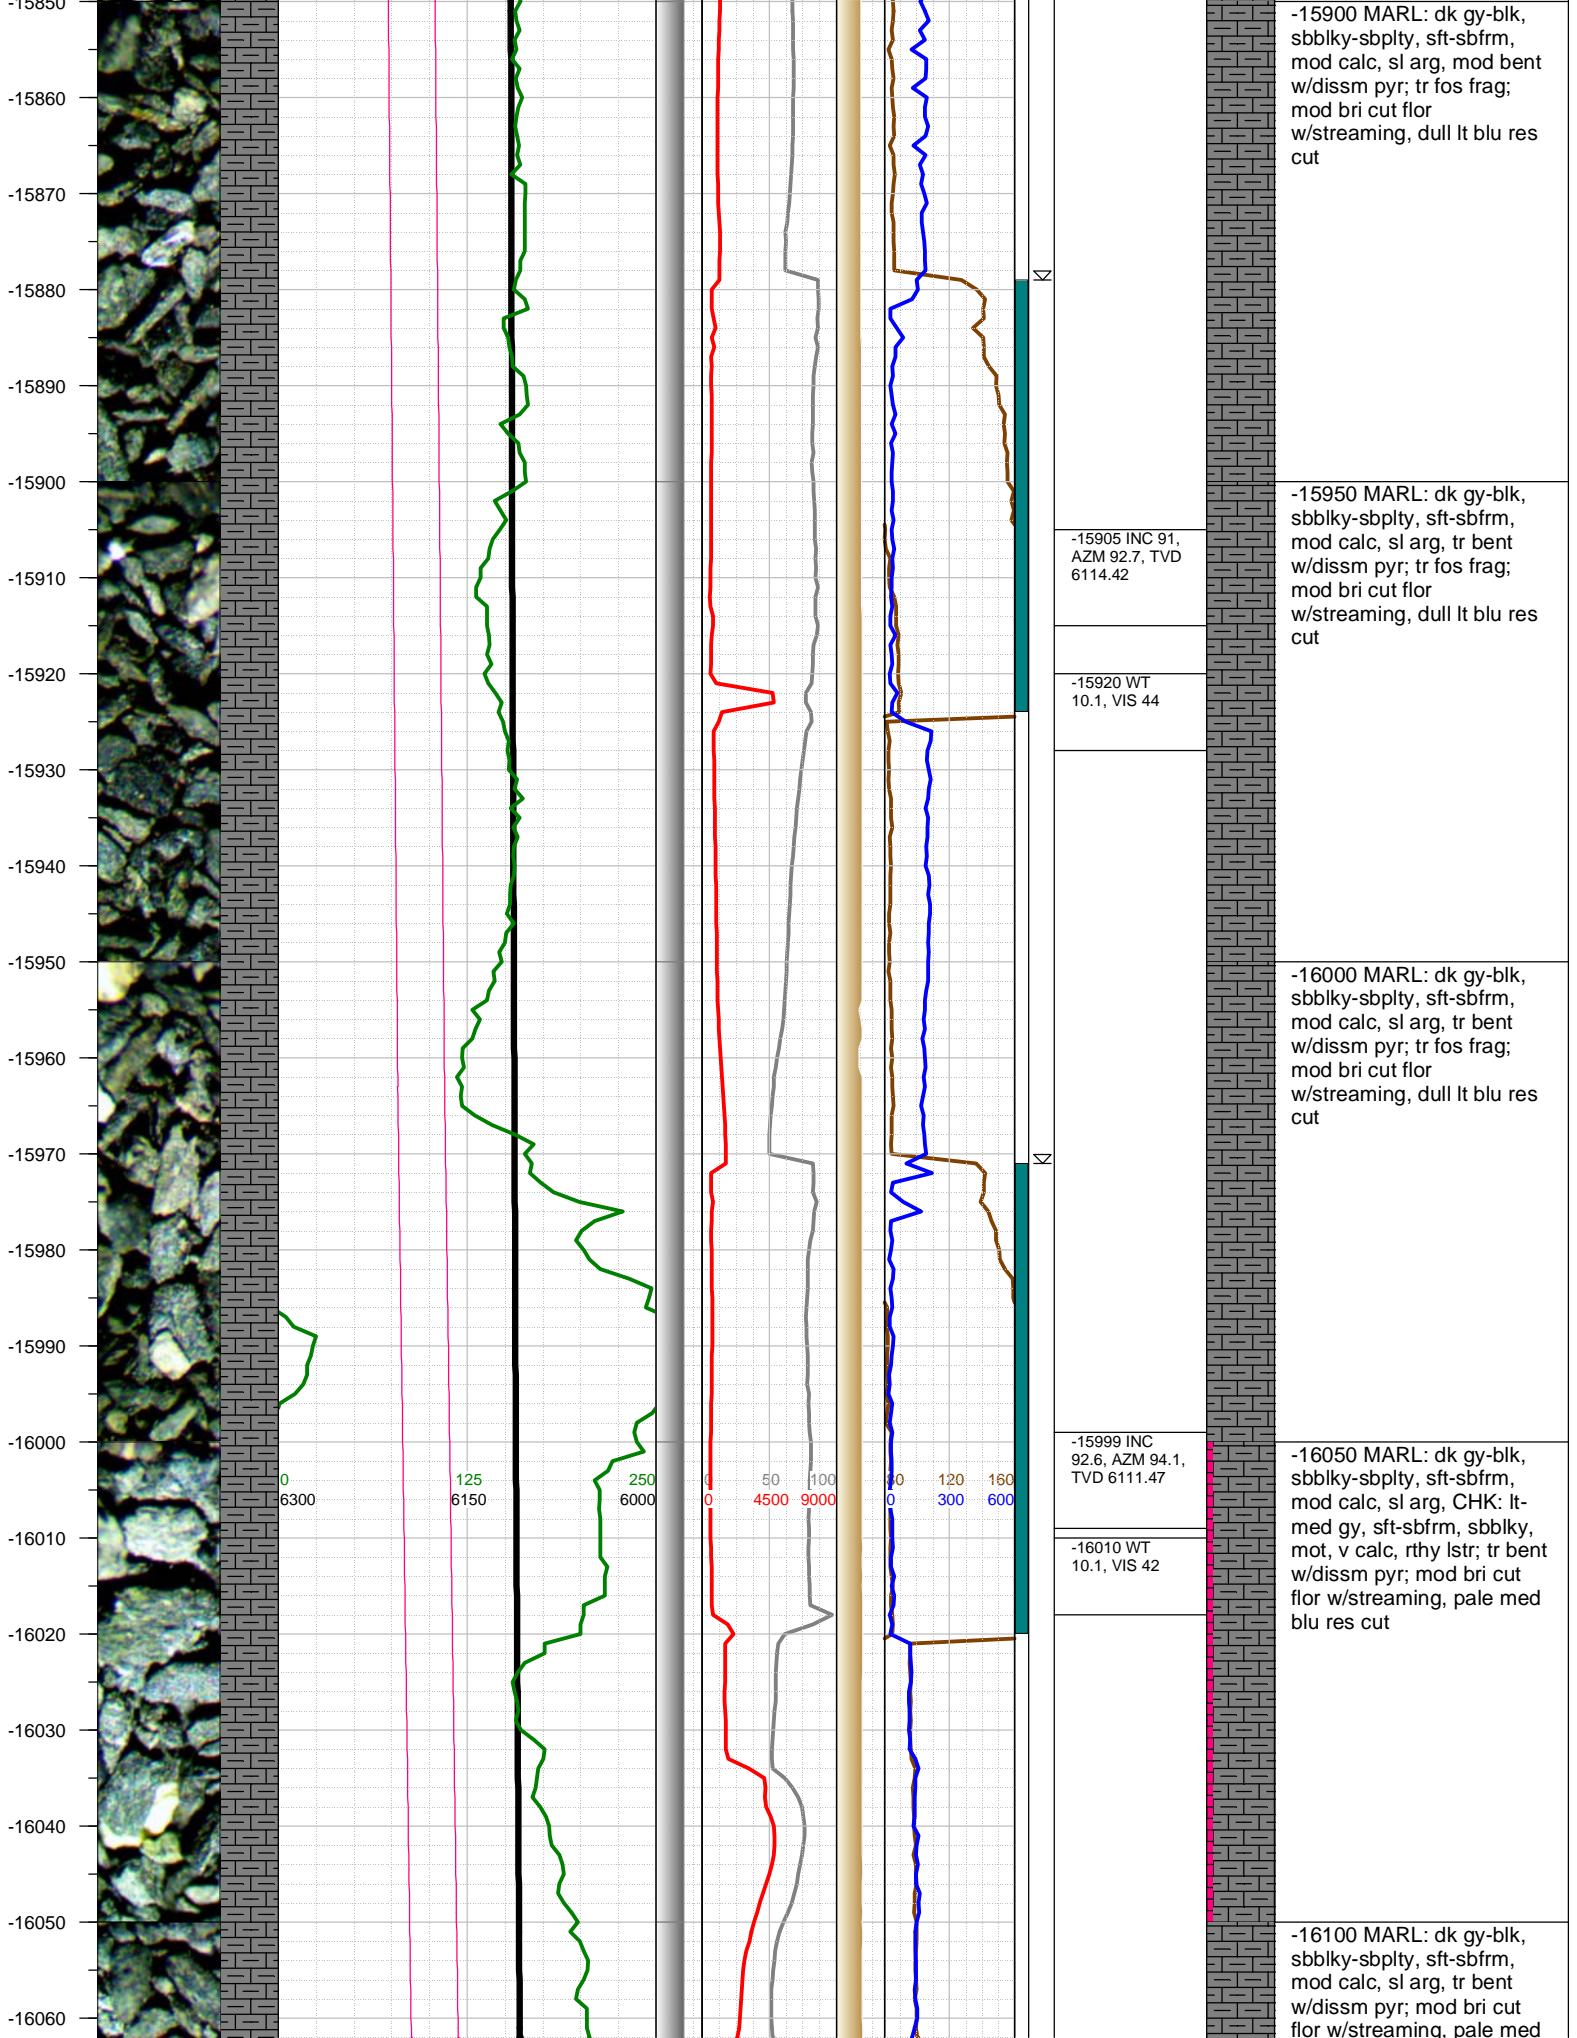 -15850
-15860
-15870
-15880
-15890
-15900
-15910
-15920
-15930
-15940
-15950
-15960
-15970
-15980
-15990
-16000
-16010
-16020
-16030
-16040
-16050
-16060
0 125 250
6300 6150 6000
0 50 100
0 4500 9000
80 120 160
0 300 600
-15905 INC 91,
AZM 92.7, TVD
6114.42
-15920 WT
10.1, VIS 44
-15999 INC
92.6, AZM 94.1,
TVD 6111.47
-16010 WT
10.1, VIS 42
-15900 MARL: dk gy-blk,
sbblky-sbplty, sft-sbfrm,
mod calc, sl arg, mod bent
w/dissm pyr; tr fos frag;
mod bri cut flor
w/streaming, dull lt blu res
cut
-15950 MARL: dk gy-blk,
sbblky-sbplty, sft-sbfrm,
mod calc, sl arg, tr bent
w/dissm pyr; tr fos frag;
mod bri cut flor
w/streaming, dull lt blu res
cut
-16000 MARL: dk gy-blk,
sbblky-sbplty, sft-sbfrm,
mod calc, sl arg, tr bent
w/dissm pyr; tr fos frag;
mod bri cut flor
w/streaming, dull lt blu res
cut
-16050 MARL: dk gy-blk,
sbblky-sbplty, sft-sbfrm,
mod calc, sl arg, CHK: lt-
med gy, sft-sbfrm, sbblky,
mot, v calc, rthy lstr; tr bent
w/dissm pyr; mod bri cut
flor w/streaming, pale med
blu res cut
-16100 MARL: dk gy-blk,
sbblky-sbplty, sft-sbfrm,
mod calc, sl arg, tr bent
w/dissm pyr; mod bri cut
flor w/streaming, pale med